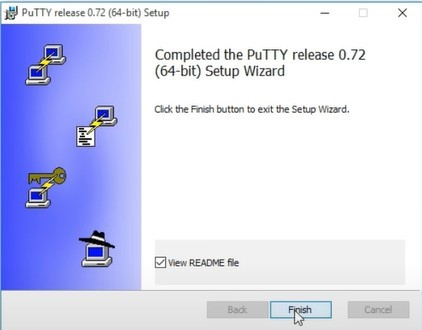 PuTTY release 0.72 (64-bit) Setup
Completed the PuTTY release 0.72
(64-bit) Setup Wizard
Click the Finish button to exit the Setup Wizard.
View README file
Back
Finish
Cancel